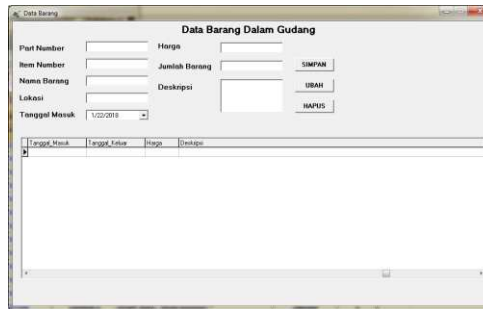 Data Barang
Data Barang Dalam Gudang
Part Number
Harga
Item Number
Jumlah Barang
SIMPAN
Nama Barang
Deskripsi
UBAH
Lokasi
HAPUS
Tanggal Masuk
1/22/2018
Tanggal_Masuk Tanggal_Keluar Harga Deskripsi